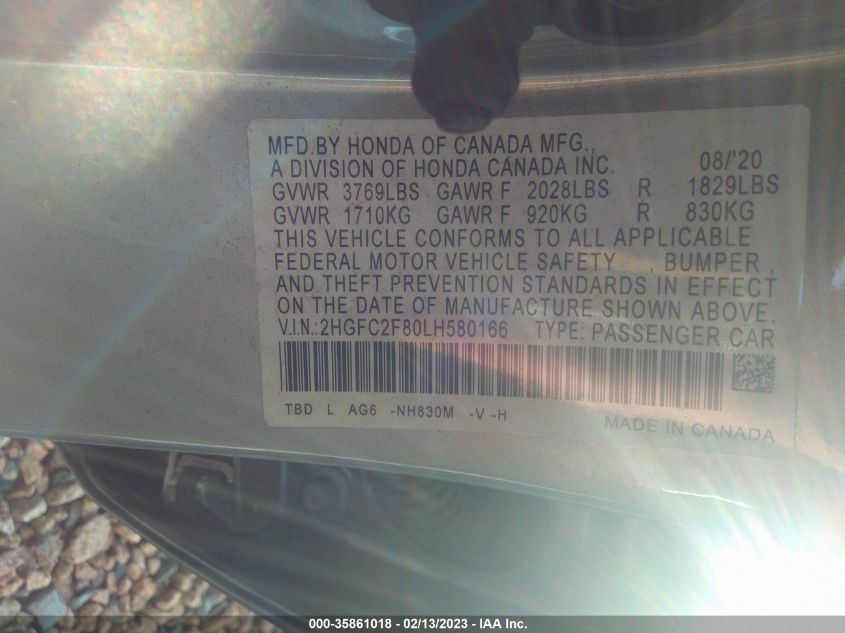 MFD.BY HONDA OF CANADA MFG.,
A DIVISION OF HONDA CANADA INC. 08/'20
GVWR 3769LBS GAWR F 2028LBS R 1829LBS
GVWR 1710KG GAWR F 920KG R 830KG
THIS VEHICLE CONFORMS TO ALL APPLICABLE
FEDERAL MOTOR VEHICLE SAFETY , BUMPER ,
AND THEFT PREVENTION STANDARDS IN EFFECT
ON THE DATE OF MANUFACTURE SHOWN ABOVE.
V.I.N.:2HGFC2F80LH580166 TYPE: PASSENGER CAR
TBD L AG6 -NH830M -V -H
MADE IN CANADA
000-35861018 - 02/13/2023 - IAA Inc.